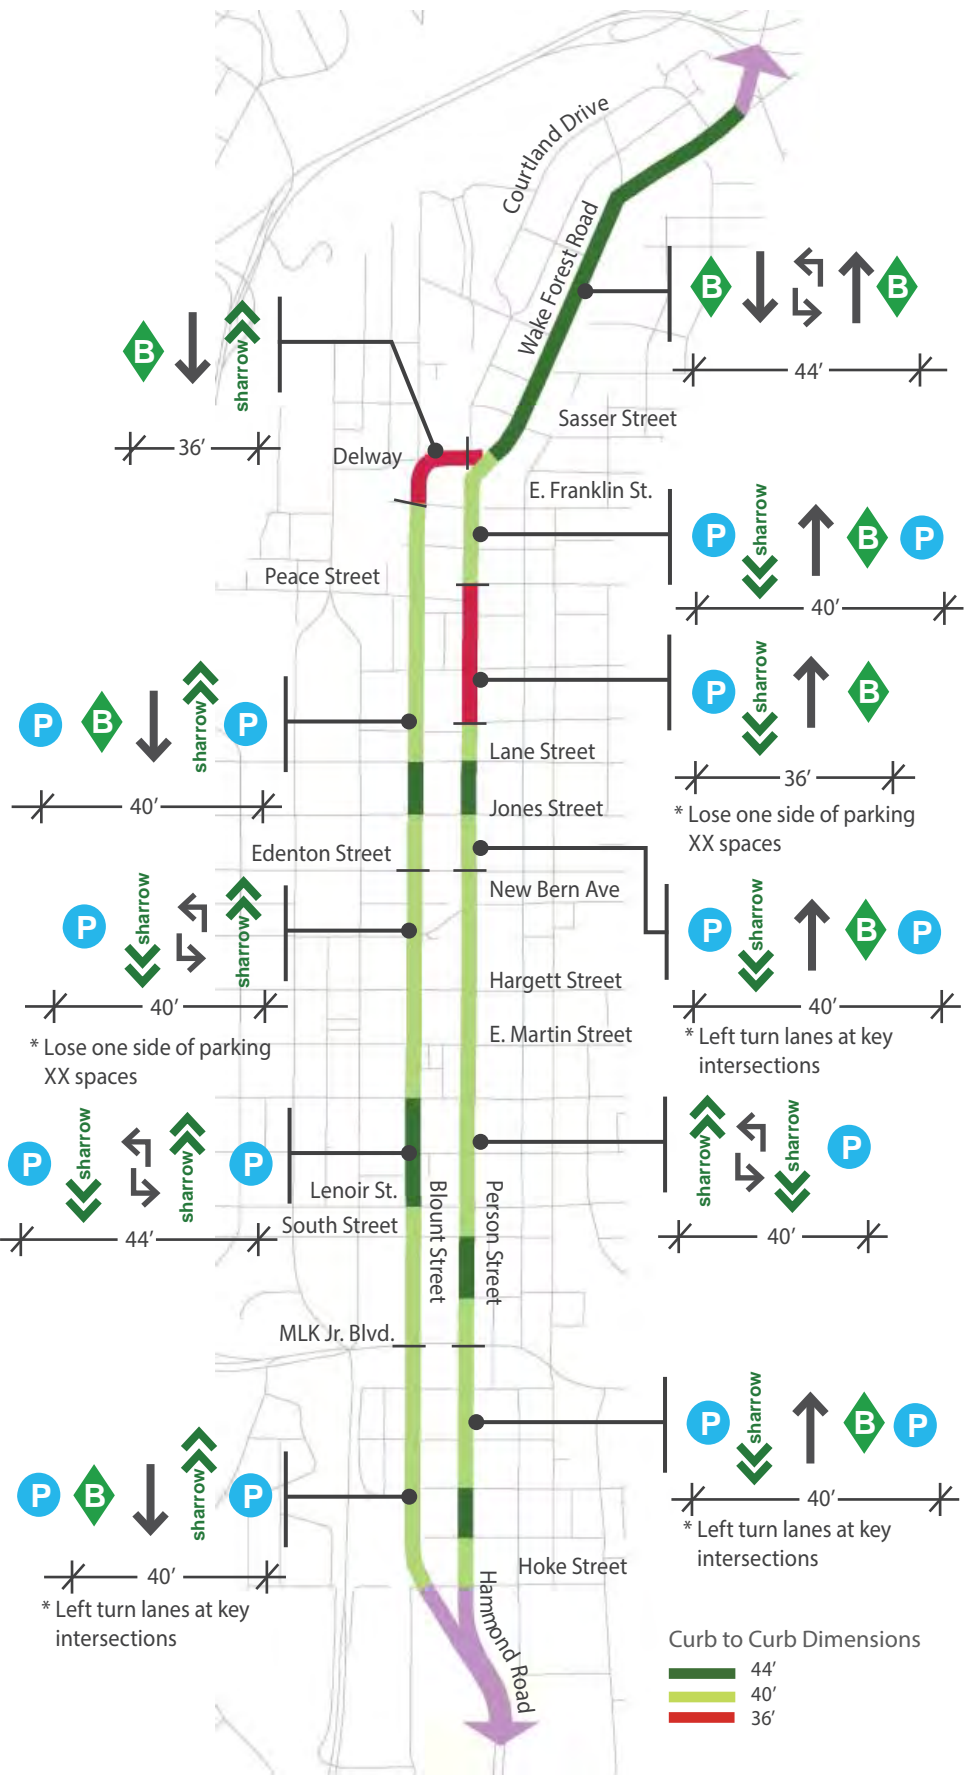 Courtland Drive
Wake Forest Road
B
B
44'
B
sharrow
36'
Sasser Street
Delway
E. Franklin St.
P
sharrow
B
P
40'
Peace Street
P
sharrow
B
36'
* Lose one side of parking
XX spaces
P
B
sharrow
P
40'
Lane Street
Jones Street
Edenton Street
New Bern Ave
P
sharrow
B
P
40'
* Left turn lanes at key
intersections
P
sharrow
sharrow
40'
* Lose one side of parking
XX spaces
Hargett Street
E. Martin Street
P
sharrow
sharrow
P
44'
Lenoir St.
South Street
Blount Street
Person Street
sharrow
sharrow
P
40'
MLK Jr. Blvd.
P
sharrow
B
P
40'
* Left turn lanes at key
intersections
P
B
sharrow
P
40'
* Left turn lanes at key
intersections
Hoke Street
Hammond Road
Curb to Curb Dimensions
44'
40'
36'